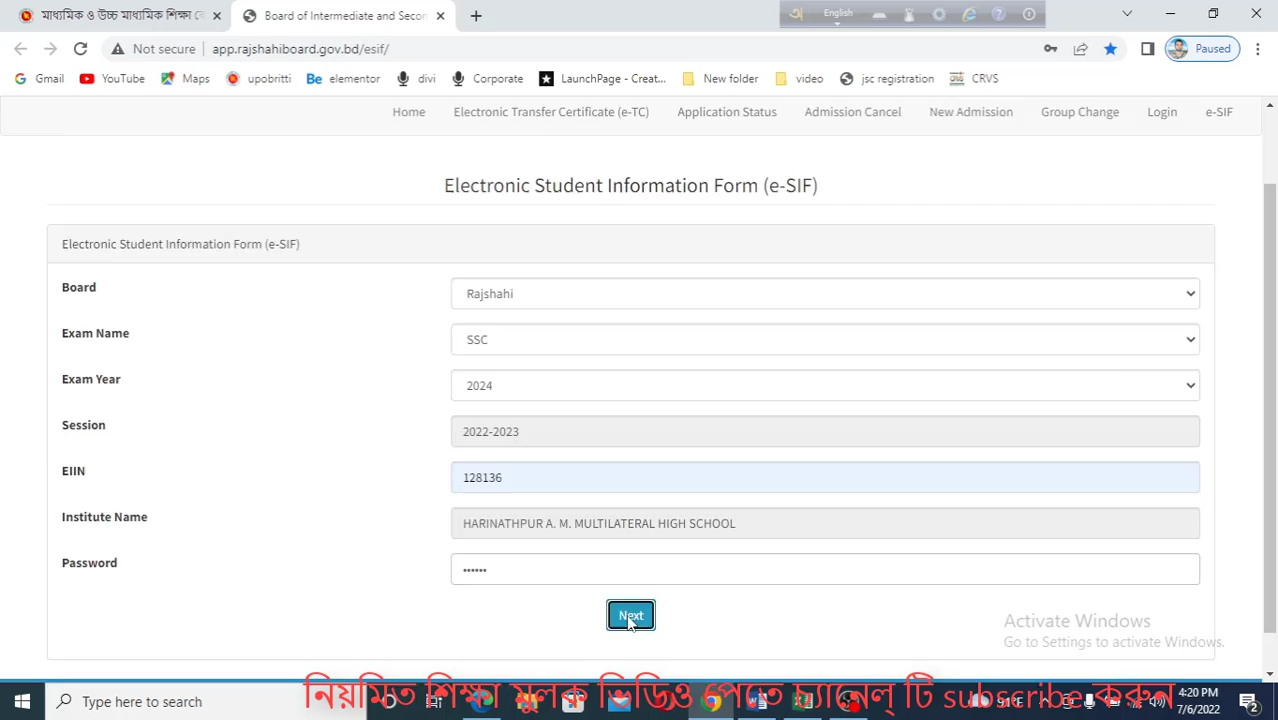 মাধ্যমিক ও উচ্চ মাধ্যমিক শিক্ষা
Board of Intermediate and Secon
English
Not secure
app.rajshahiboard.gov.bd/esif/
Paused
Gmail YouTube Maps upobritti Be elementor divi Corporate LaunchPage - Creat... New folder video jsc registration CRVS
Home Electronic Transfer Certificate (e-TC) Application Status Admission Cancel New Admission Group Change Login e-SIF
Electronic Student Information Form (e-SIF)
Electronic Student Information Form (e-SIF)
Board Rajshahi
Exam Name SSC
Exam Year 2024
Session 2022-2023
EIIN 128136
Institute Name HARINATHPUR A. M. MULTILATERAL HIGH SCHOOL
Password ••••••
Next
Activate Windows
Go to Settings to activate Windows.
নিয়মিত শিক্ষা মুলক ভিডিও পেতে চ্যানেল্ টি subscribe করুন
Type here to search
4:20 PM
7/6/2022
2